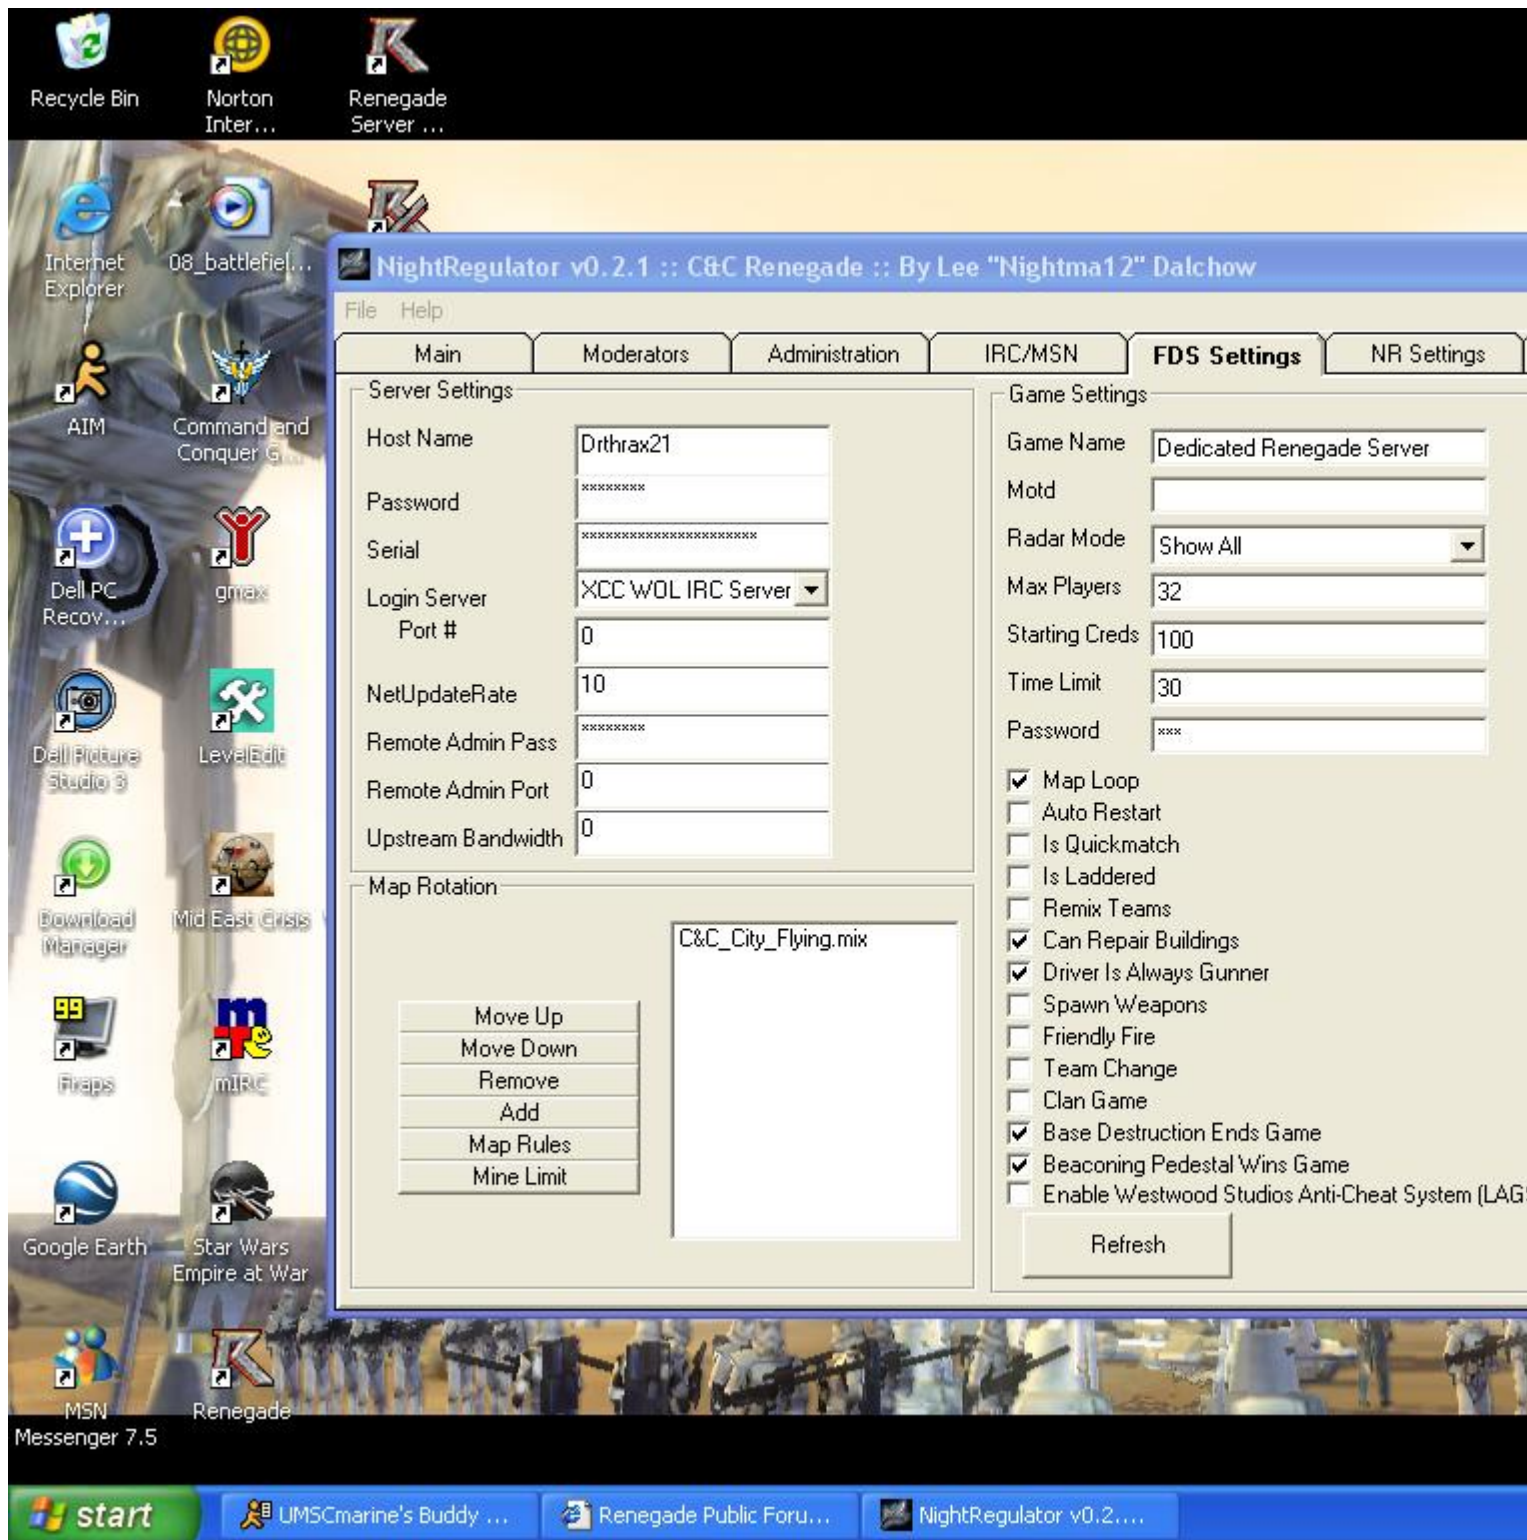 Recycle Bin
Norton
Inter...
Renegade
Server ...
Internet
Explorer
08_battlefiel...
AIM
Command and
Conquer G...
Dell PC
Recov...
gmax
Dell Picture
Studio 3
LevelEdit
Download
Manager
Mid East Crisis
99
Fraps
mIRC
Google Earth
Star Wars
Empire at War
MSN
Messenger 7.5
Renegade
NightRegulator v0.2.1 :: C&C Renegade :: By Lee "Nightma12" Dalchow
File Help
Main Moderators Administration IRC/MSN FDS Settings NR Settings
Server Settings
Host Name Drthrax21
Password ********
Serial **********************
Login Server XCC WOL IRC Server
Port # 0
NetUpdateRate 10
Remote Admin Pass ********
Remote Admin Port 0
Upstream Bandwidth 0
Map Rotation
C&C_City_Flying.mix
Move Up
Move Down
Remove
Add
Map Rules
Mine Limit
Game Settings
Game Name Dedicated Renegade Server
Motd
Radar Mode Show All
Max Players 32
Starting Creds 100
Time Limit 30
Password ***
Map Loop
Auto Restart
Is Quickmatch
Is Laddered
Remix Teams
Can Repair Buildings
Driver Is Always Gunner
Spawn Weapons
Friendly Fire
Team Change
Clan Game
Base Destruction Ends Game
Beaconing Pedestal Wins Game
Enable Westwood Studios Anti-Cheat System (LAG
Refresh
start
UMSCmarine's Buddy ...
Renegade Public Foru...
NightRegulator v0.2....